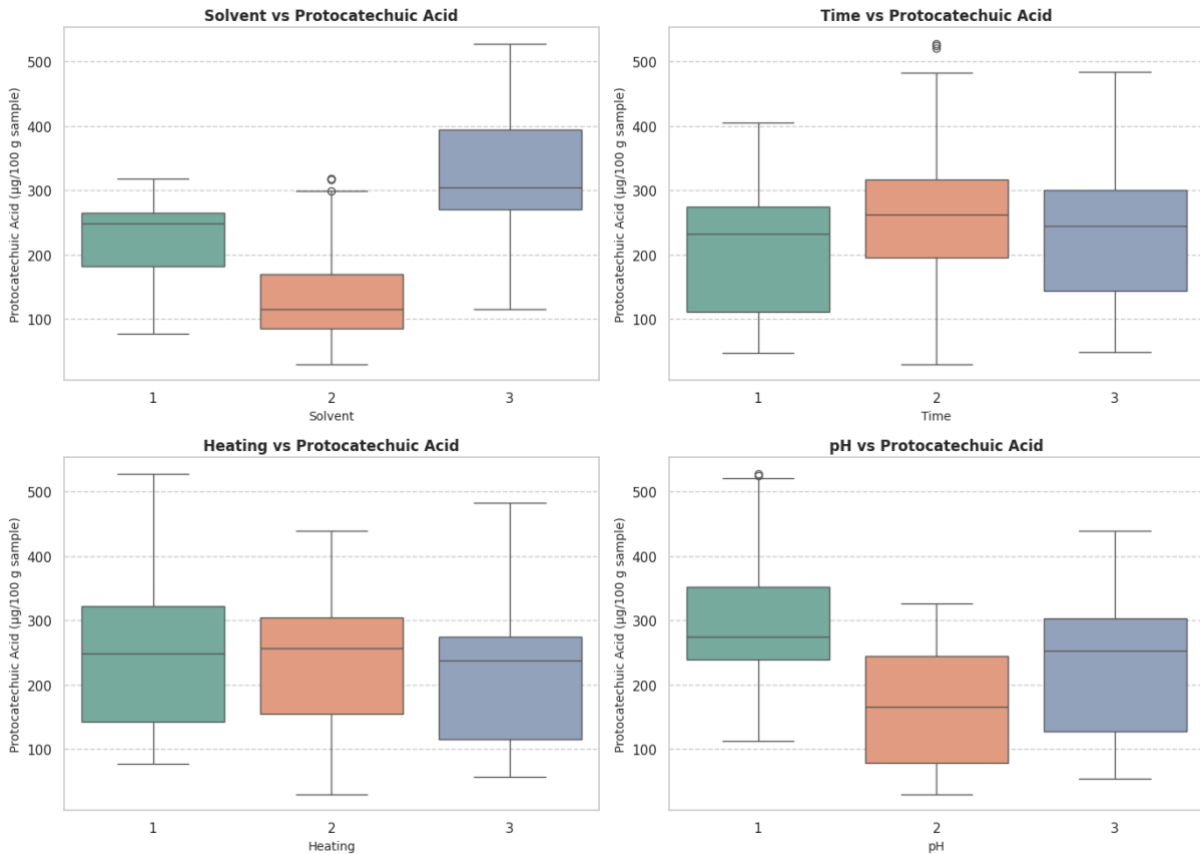 Solvent vs Protocatechuic Acid
Protocatechuic Acid (μg/100 g sample)
500
400
300
200
100
1 2 3
Solvent
Time vs Protocatechuic Acid
Protocatechuic Acid (μg/100 g sample)
500
400
300
200
100
1 2 3
Time
Heating vs Protocatechuic Acid
Protocatechuic Acid (μg/100 g sample)
500
400
300
200
100
1 2 3
Heating
pH vs Protocatechuic Acid
Protocatechuic Acid (μg/100 g sample)
500
400
300
200
100
1 2 3
pH